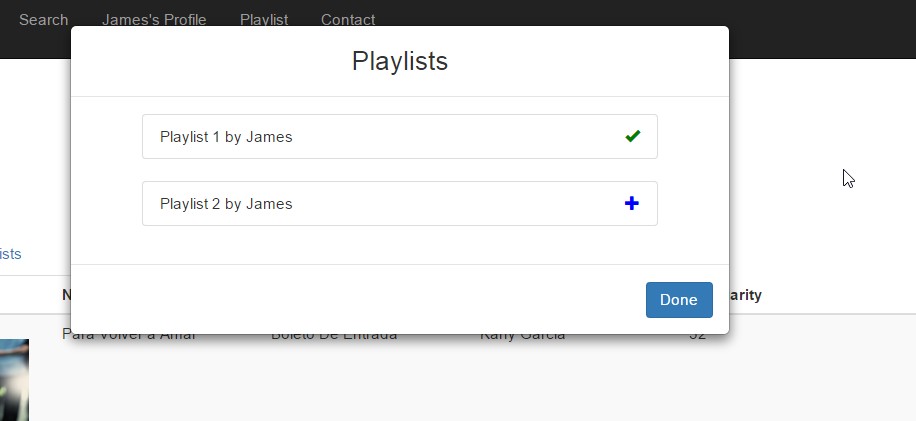 Search James's Profile Playlist Contact
Playlists
Playlist 1 by James
Playlist 2 by James
Done
ists
N arity
Para Volver a Amar Boleto De Entrada Kany Garcia 52